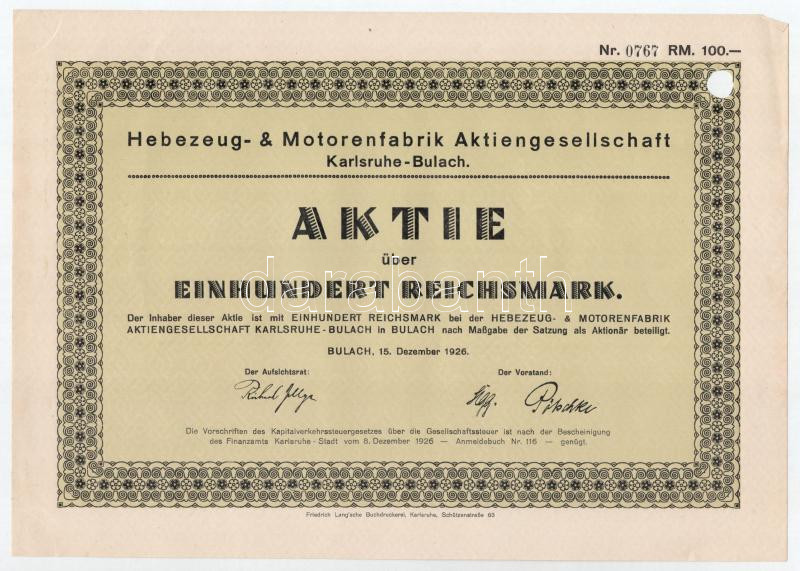 Nr. 0767 RM. 100.—
Hebezeug- & Motorenfabrik Aktiengesellschaft
Karlsruhe-Bulach.
AKTIE
über
EINHUNDERT REICHSMARK.
darabanth
Der Inhaber dieser Aktie ist mit EINHUNDERT REICHSMARK bei der HEBEZEUG- & MOTORENFABRIK
AKTIENGESELLSCHAFT KARLSRUHE-BULACH in BULACH nach Maßgabe der Satzung als Aktionär beteiligt.
BULACH, 15. Dezember 1926.
Der Aufsichtsrat: Der Vorstand:
Pötschke
Die Vorschriften des Kapitalverkehrssteuergesetzes über die Gesellschaftssteuer ist nach der Bescheinigung
des Finanzamts Karlsruhe-Stadt vom 8. Dezember 1926 — Anmeldebuch Nr. 116 — genügt.
Friedrich Lang'sche Buchdruckerei, Karlsruhe, Schützenstraße 63